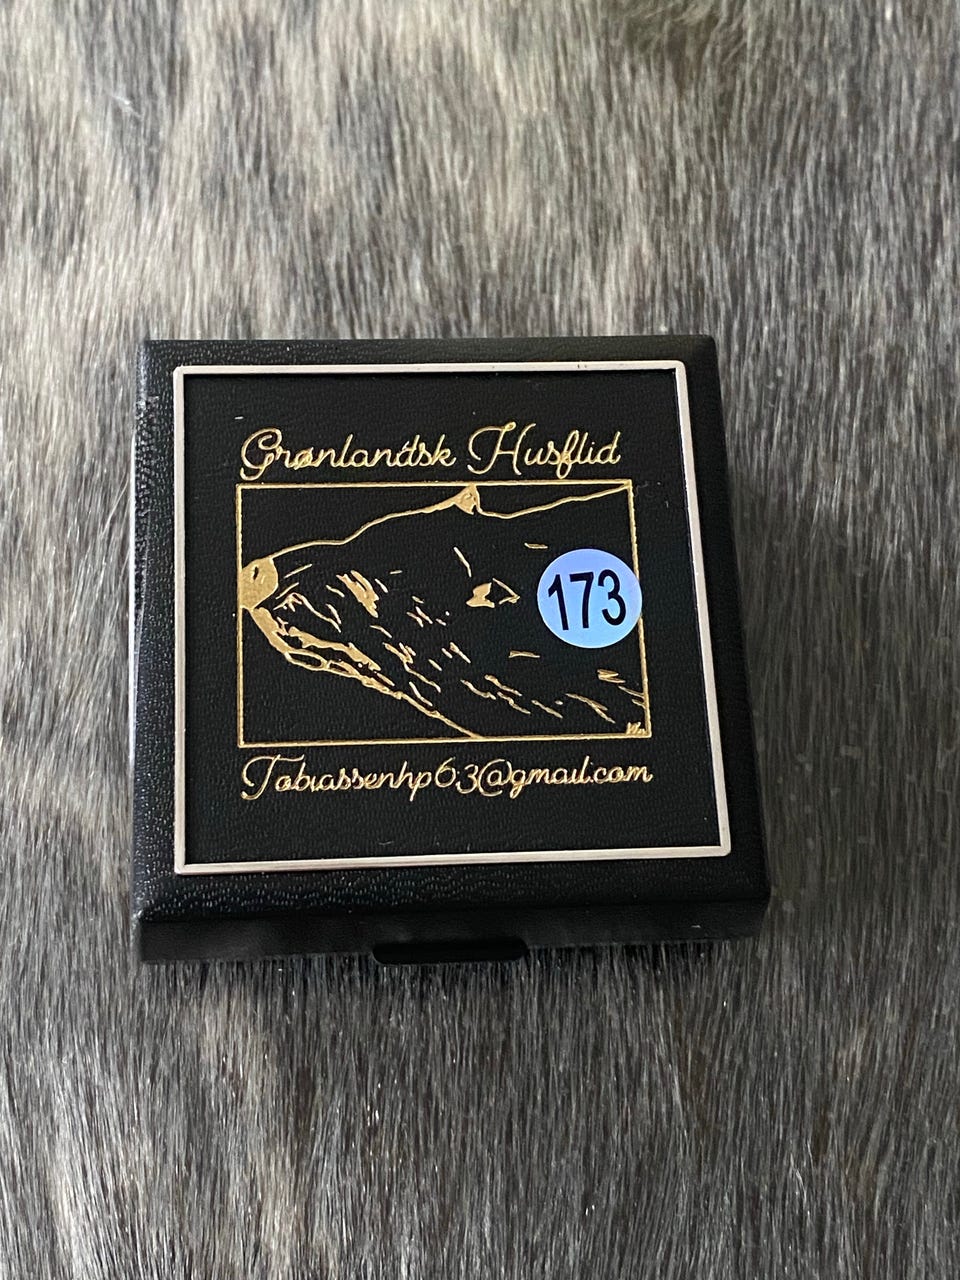 Grønlandsk Husflid
173
Tobiassenhp63@gmail.com